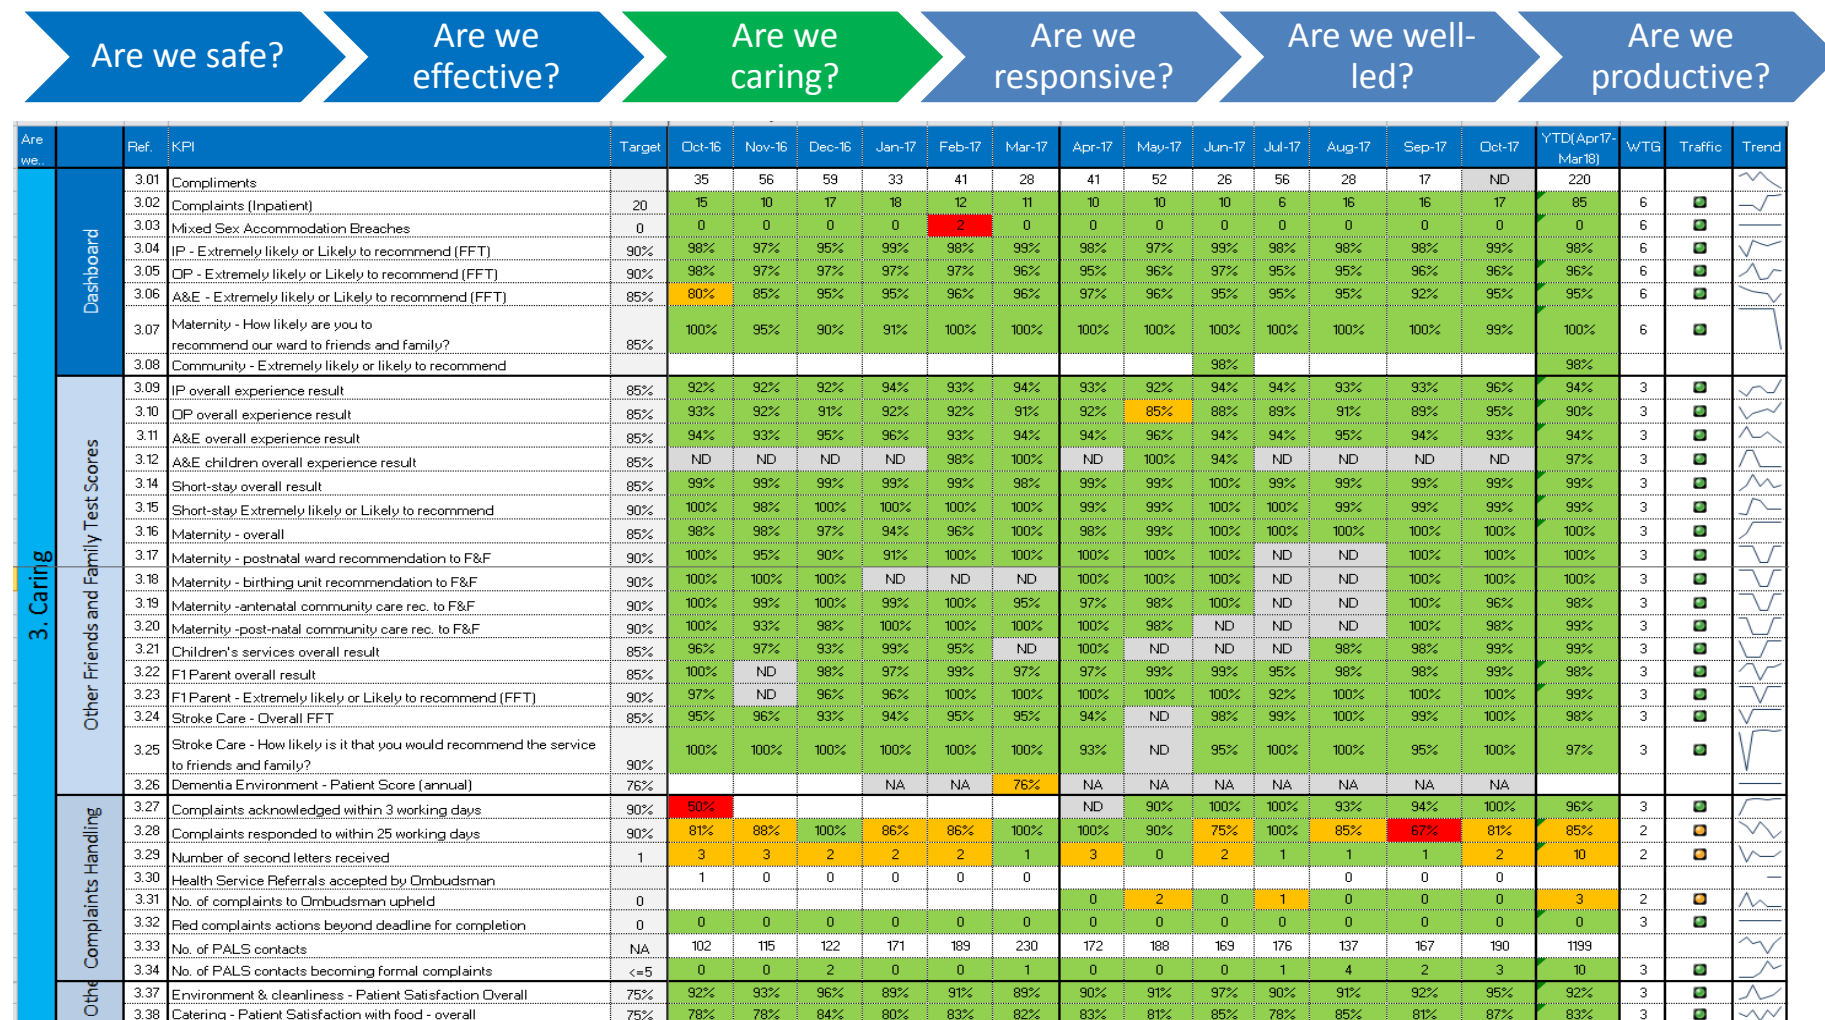 Are we safe?
Are we effective?
Are we caring?
Are we responsive?
Are we well-led?
Are we productive?
Are we.. Ref. KPI Target Oct-16 Nov-16 Dec-16 Jan-17 Feb-17 Mar-17 Apr-17 May-17 Jun-17 Jul-17 Aug-17 Sep-17 Oct-17 YTD(Apr17-Mar18) WTG Traffic Trend
3. Caring
Dashboard
3.01 Compliments 35 56 59 33 41 28 41 52 26 56 28 17 ND 220
3.02 Complaints (Inpatient) 20 15 10 17 18 12 11 10 10 10 6 16 16 17 85 6
3.03 Mixed Sex Accommodation Breaches 0 0 0 0 0 2 0 0 0 0 0 0 0 0 0 6
3.04 IP - Extremely likely or Likely to recommend (FFT) 90% 98% 97% 95% 99% 98% 99% 98% 97% 99% 98% 98% 98% 99% 98% 6
3.05 OP - Extremely likely or Likely to recommend (FFT) 90% 98% 97% 97% 97% 97% 96% 95% 96% 97% 95% 95% 96% 96% 96% 6
3.06 A&E - Extremely likely or Likely to recommend (FFT) 85% 80% 85% 95% 95% 96% 96% 97% 96% 95% 95% 95% 92% 95% 95% 6
3.07 Maternity - How likely are you to
recommend our ward to friends and family? 85% 100% 95% 90% 91% 100% 100% 100% 100% 100% 100% 100% 100% 99% 100% 6
3.08 Community - Extremely likely or likely to recommend 98% 98%
Other Friends and Family Test Scores
3.09 IP overall experience result 85% 92% 92% 92% 94% 93% 94% 93% 92% 94% 94% 93% 93% 96% 94% 3
3.10 OP overall experience result 85% 93% 92% 91% 92% 92% 91% 92% 85% 88% 89% 91% 89% 95% 90% 3
3.11 A&E overall experience result 85% 94% 93% 95% 96% 93% 94% 94% 96% 94% 94% 95% 94% 93% 94% 3
3.12 A&E children overall experience result 85% ND ND ND ND 98% 100% ND 100% 94% ND ND ND ND 97% 3
3.14 Short-stay overall result 85% 99% 99% 99% 99% 99% 98% 99% 99% 100% 99% 99% 99% 99% 99% 3
3.15 Short-stay Extremely likely or Likely to recommend 90% 100% 98% 100% 100% 100% 100% 99% 99% 100% 99% 99% 99% 99% 99% 3
3.16 Maternity - overall 85% 98% 98% 97% 94% 96% 100% 98% 99% 100% 100% 100% 100% 100% 100% 3
3.17 Maternity - postnatal ward recommendation to F&F 90% 100% 95% 90% 91% 100% 100% 100% 100% 100% ND ND 100% 100% 100% 3
3.18 Maternity - birthing unit recommendation to F&F 90% 100% 100% 100% ND ND ND 100% 100% 100% ND ND 100% 100% 100% 3
3.19 Maternity -antenatal community care rec. to F&F 90% 100% 99% 100% 99% 100% 95% 97% 98% 100% ND ND 100% 96% 98% 3
3.20 Maternity -post-natal community care rec. to F&F 90% 100% 93% 98% 100% 100% 100% 100% 98% ND ND ND 100% 98% 99% 3
3.21 Children's services overall result 85% 96% 97% 93% 99% 95% ND 100% ND ND ND 98% 98% 99% 99% 3
3.22 F1 Parent overall result 85% 100% ND 98% 97% 99% 97% 97% 99% 99% 95% 98% 98% 99% 98% 3
3.23 F1 Parent - Extremely likely or Likely to recommend (FFT) 90% 97% ND 96% 96% 100% 100% 100% 100% 100% 92% 100% 100% 100% 99% 3
3.24 Stroke Care - Overall FFT 85% 95% 96% 93% 94% 95% 95% 94% ND 98% 99% 100% 99% 100% 98% 3
3.25 Stroke Care - How likely is it that you would recommend the service
to friends and family? 90% 100% 100% 100% 100% 100% 100% 93% ND 95% 100% 100% 95% 100% 97% 3
3.26 Dementia Environment - Patient Score (annual) 76% NA NA 76% NA NA NA NA NA NA NA
Complaints Handling
3.27 Complaints acknowledged within 3 working days 90% 50% ND 90% 100% 100% 93% 94% 100% 96% 3
3.28 Complaints responded to within 25 working days 90% 81% 88% 100% 86% 86% 100% 100% 90% 75% 100% 85% 67% 81% 85% 2
3.29 Number of second letters received 1 3 3 2 2 2 1 3 0 2 1 1 1 2 10 2
3.30 Health Service Referrals accepted by Ombudsman 1 0 0 0 0 0 0 0 0
3.31 No. of complaints to Ombudsman upheld 0 0 2 0 1 0 0 0 3 2
3.32 Red complaints actions beyond deadline for completion 0 0 0 0 0 0 0 0 0 0 0 0 0 0 0 3
3.33 No. of PALS contacts NA 102 115 122 171 189 230 172 188 169 176 137 167 190 1199
3.34 No. of PALS contacts becoming formal complaints <=5 0 0 2 0 0 1 0 0 0 1 4 2 3 10 3
Othe
3.37 Environment & cleanliness - Patient Satisfaction Overall 75% 92% 93% 96% 89% 91% 89% 90% 91% 97% 90% 91% 92% 95% 92% 3
3.38 Catering - Patient Satisfaction with food - overall 75% 78% 78% 84% 80% 83% 82% 83% 81% 85% 78% 85% 81% 87% 83% 3